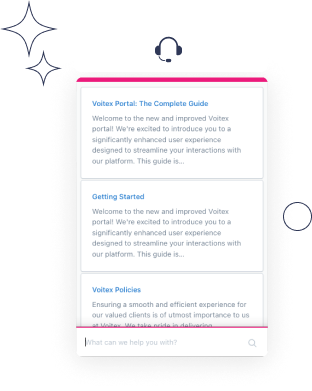 Voitex Portal: The Complete Guide
Welcome to the new and improved Voitex
portal! We're excited to introduce you to a
significantly enhanced user experience
designed to streamline your interactions with
our platform. This guide is...
Getting Started
Welcome to the new and improved Voitex
portal! We're excited to introduce you to a
significantly enhanced user experience
designed to streamline your interactions with
our platform. This guide is...
Voitex Policies
Ensuring a smooth and efficient experience for
our valued clients is of utmost importance to us
at Voitex. We take pride in delivering
What can we help you with?